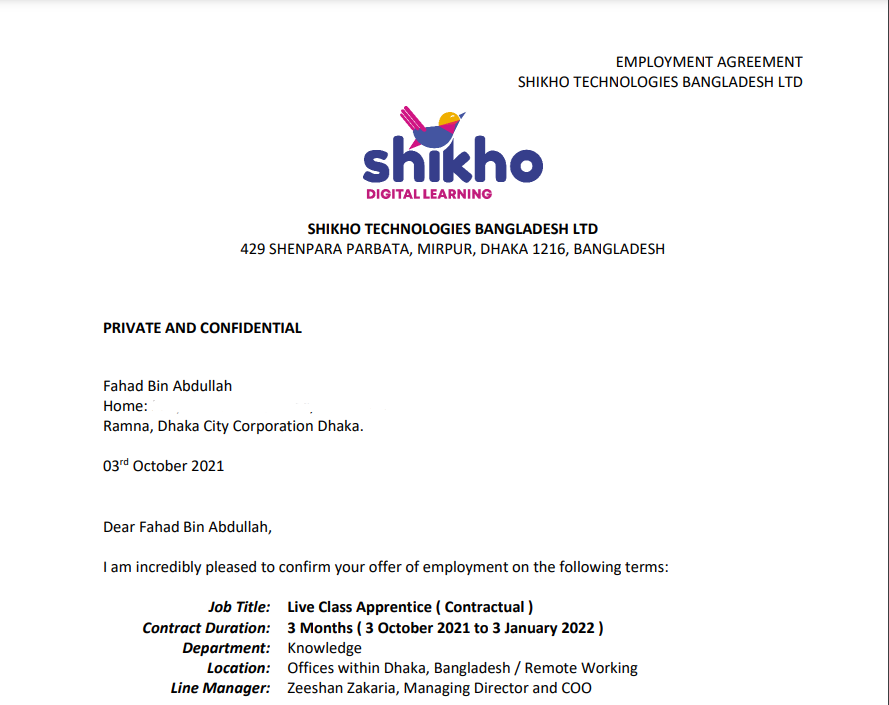 EMPLOYMENT AGREEMENT
SHIKHO TECHNOLOGIES BANGLADESH LTD
shikho
DIGITAL LEARNING
SHIKHO TECHNOLOGIES BANGLADESH LTD
429 SHENPARA PARBATA, MIRPUR, DHAKA 1216, BANGLADESH
PRIVATE AND CONFIDENTIAL
Fahad Bin Abdullah
Home:
Ramna, Dhaka City Corporation Dhaka.
03rd October 2021
Dear Fahad Bin Abdullah,
I am incredibly pleased to confirm your offer of employment on the following terms:
Job Title: Live Class Apprentice ( Contractual )
Contract Duration: 3 Months ( 3 October 2021 to 3 January 2022 )
Department: Knowledge
Location: Offices within Dhaka, Bangladesh / Remote Working
Line Manager: Zeeshan Zakaria, Managing Director and COO